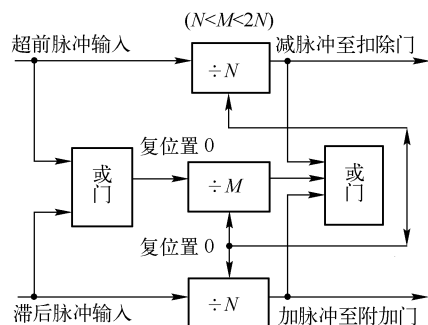 (N<M<2N)
超前脉冲输入
÷N
减脉冲至扣除门
复位置 0
或门
÷M
或门
复位置 0
滞后脉冲输入
÷N
加脉冲至附加门